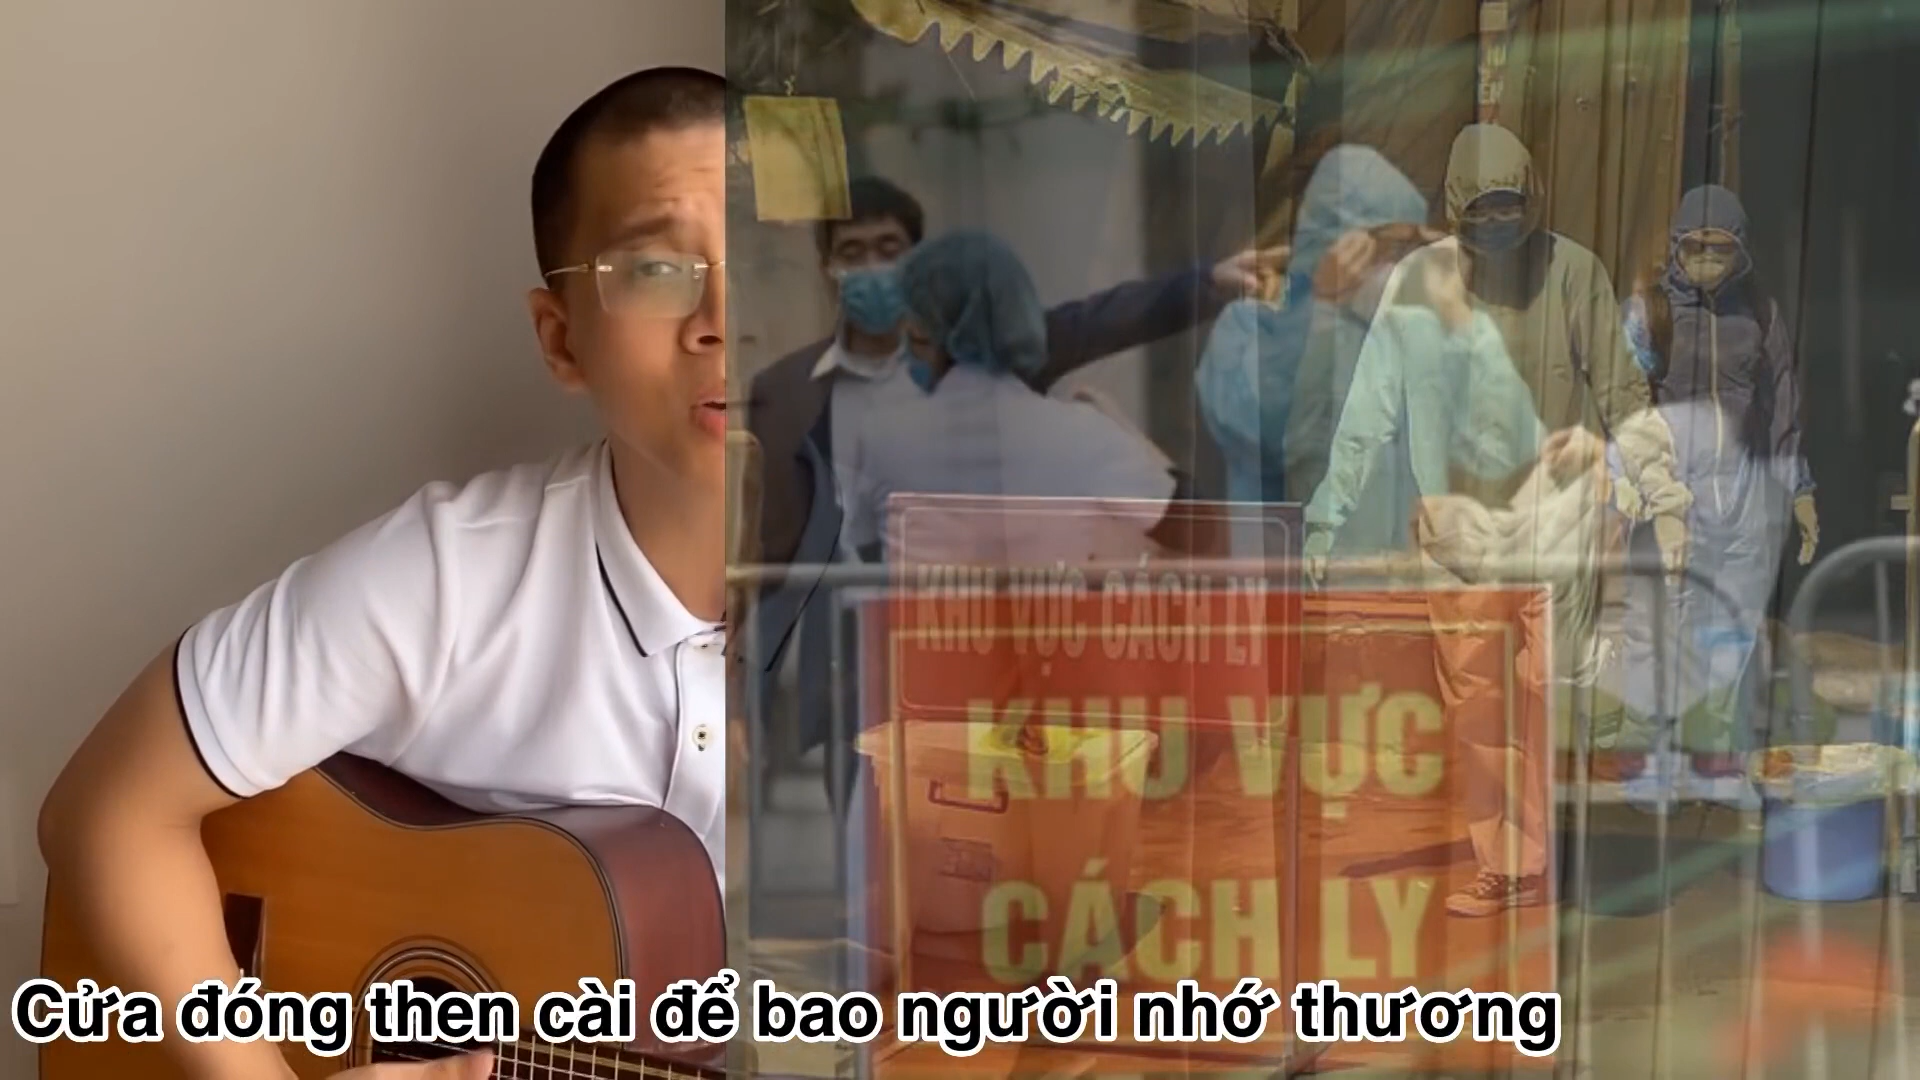 KHU VỰC CÁCH LY
KHU VỰC
CÁCH LY
Cửa đóng then cài để bao người nhớ thương